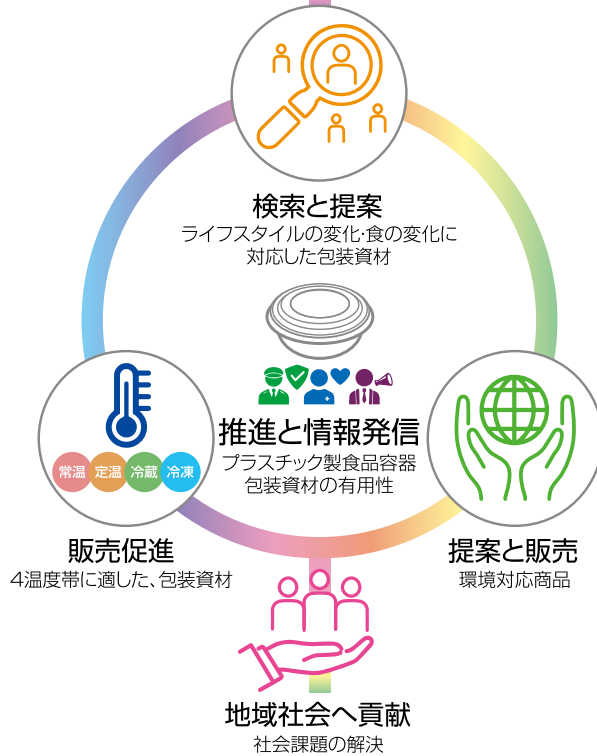 検索と提案
ライフスタイルの変化・食の変化に
対応した包装資材
推進と情報発信
プラスチック製食品容器
包装資材の有用性
常温 定温 冷蔵 冷凍
販売促進
4温度帯に適した、包装資材
提案と販売
環境対応商品
地域社会へ貢献
社会課題の解決